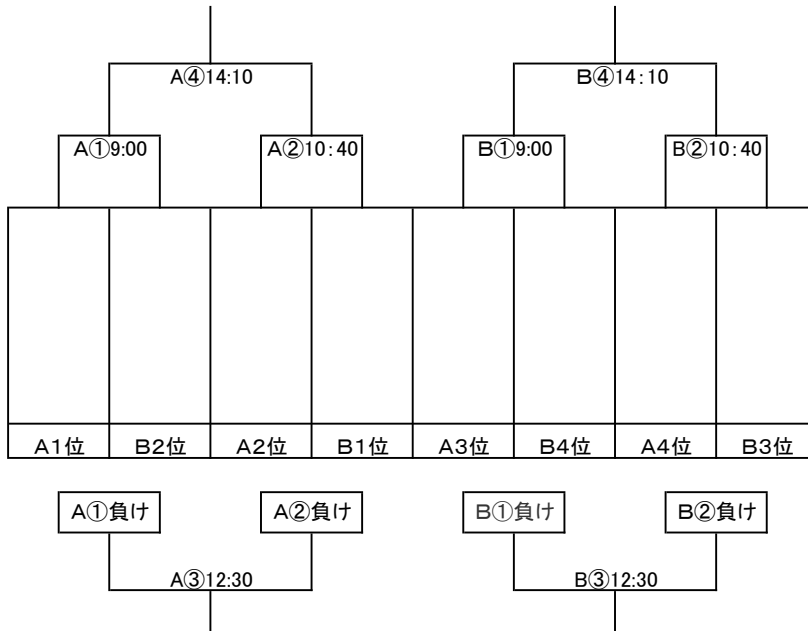 A④14:10 B④14:10
A①9:00 A②10:40 B①9:00 B②10:40
A1位 B2位 A2位 B1位 A3位 B4位 A4位 B3位
A①負け A②負け B①負け B②負け
A③12:30 B③12:30